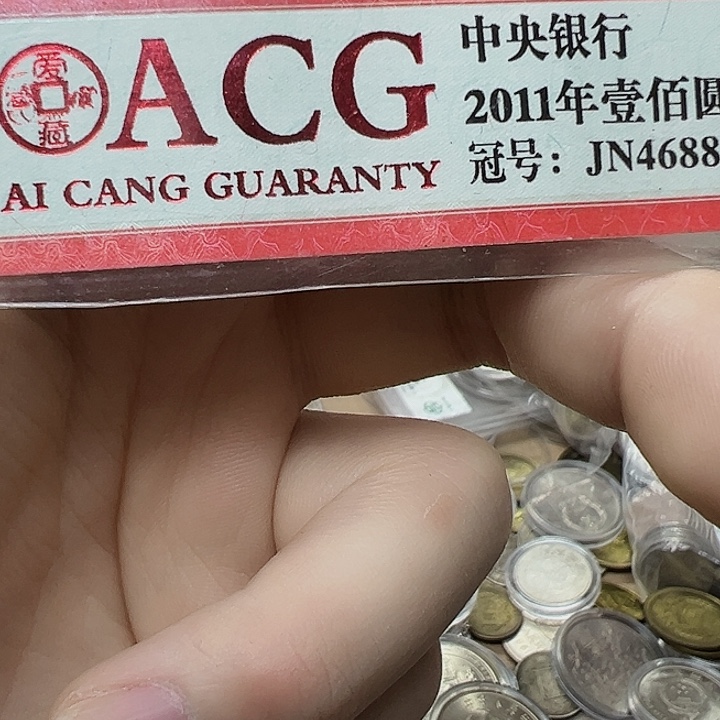 爱藏
ACG
AI CANG GUARANTY
中央银行
2011年壹佰圆
冠号：JN4688